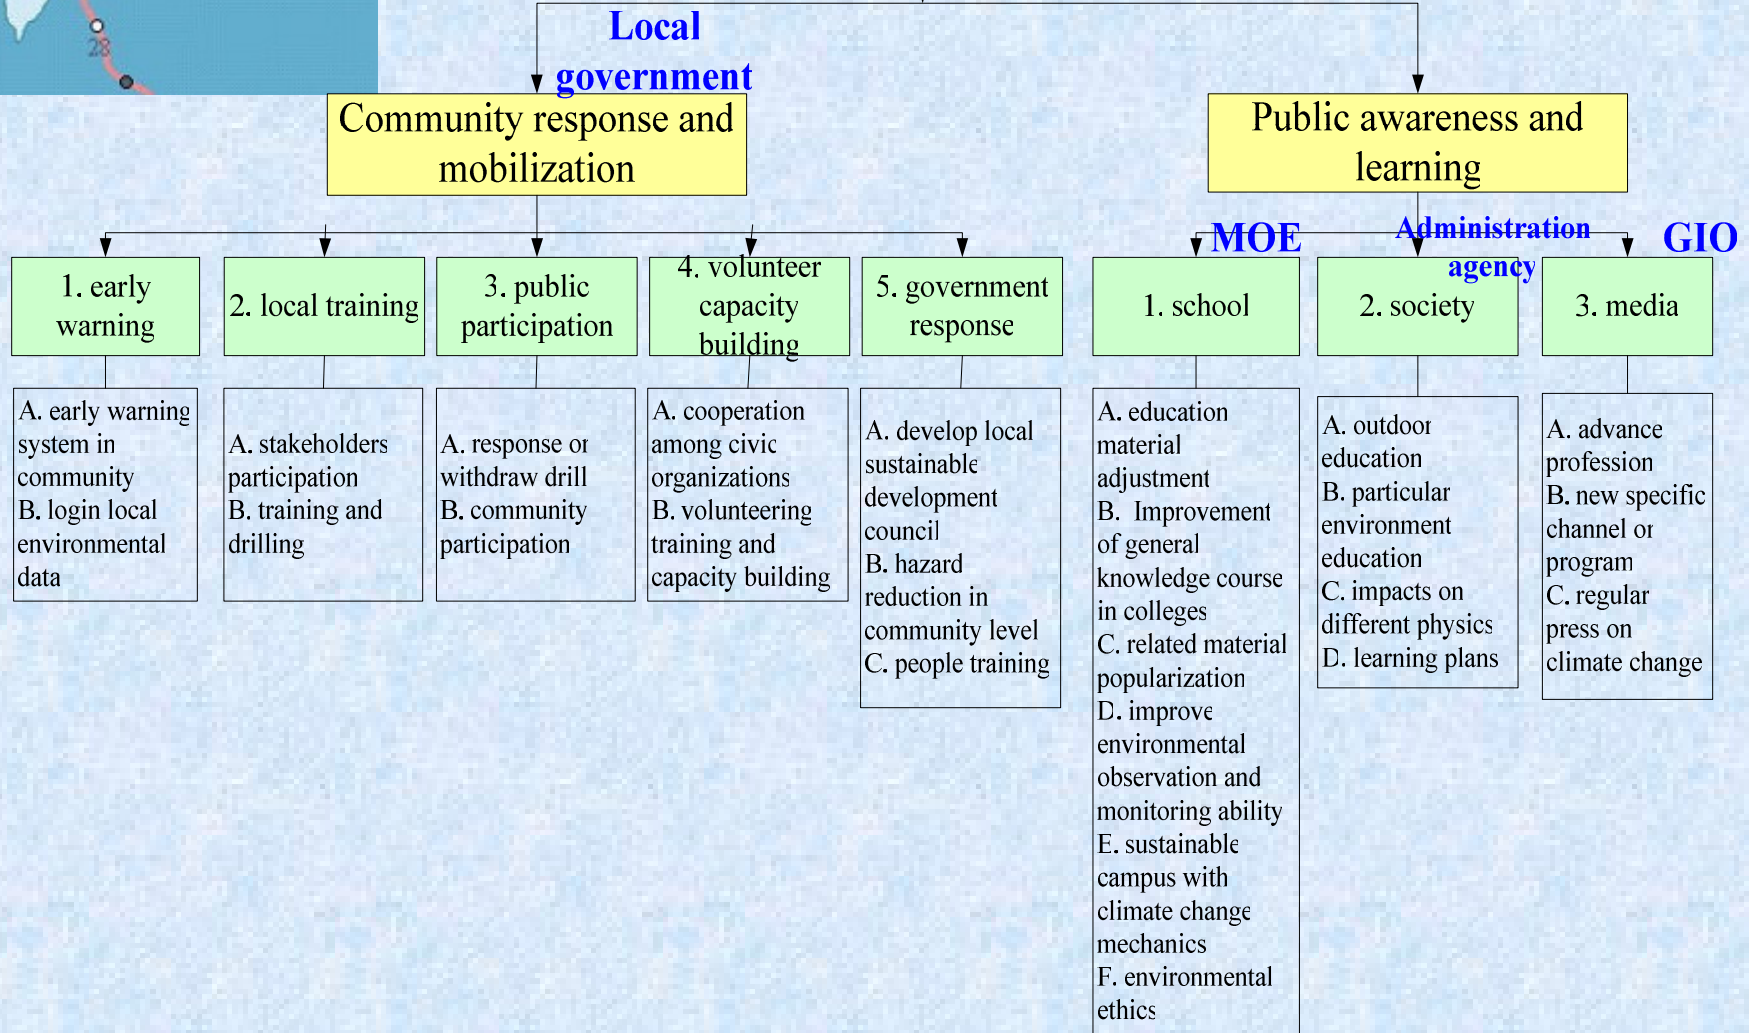 28
Local
government
Community response and
mobilization
Public awareness and
learning
MOE
Administration
agency
GIO
1. early
warning
2. local training
3. public
participation
4. volunteer
capacity
building
5. government
response
1. school
2. society
3. media
A. early warning
system in
community
B. login local
environmental
data
A. stakeholders
participation
B. training and
drilling
A. response or
withdraw drill
B. community
participation
A. cooperation
among civic
organizations
B. volunteering
training and
capacity building
A. develop local
sustainable
development
council
B. hazard
reduction in
community level
C. people training
A. education
material
adjustment
B. Improvement
of general
knowledge course
in colleges
C. related material
popularization
D. improve
environmental
observation and
monitoring ability
E. sustainable
campus with
climate change
mechanics
F. environmental
ethics
A. outdoor
education
B. particular
environment
education
C. impacts on
different physics
D. learning plans
A. advance
profession
B. new specific
channel or
program
C. regular
press on
climate change